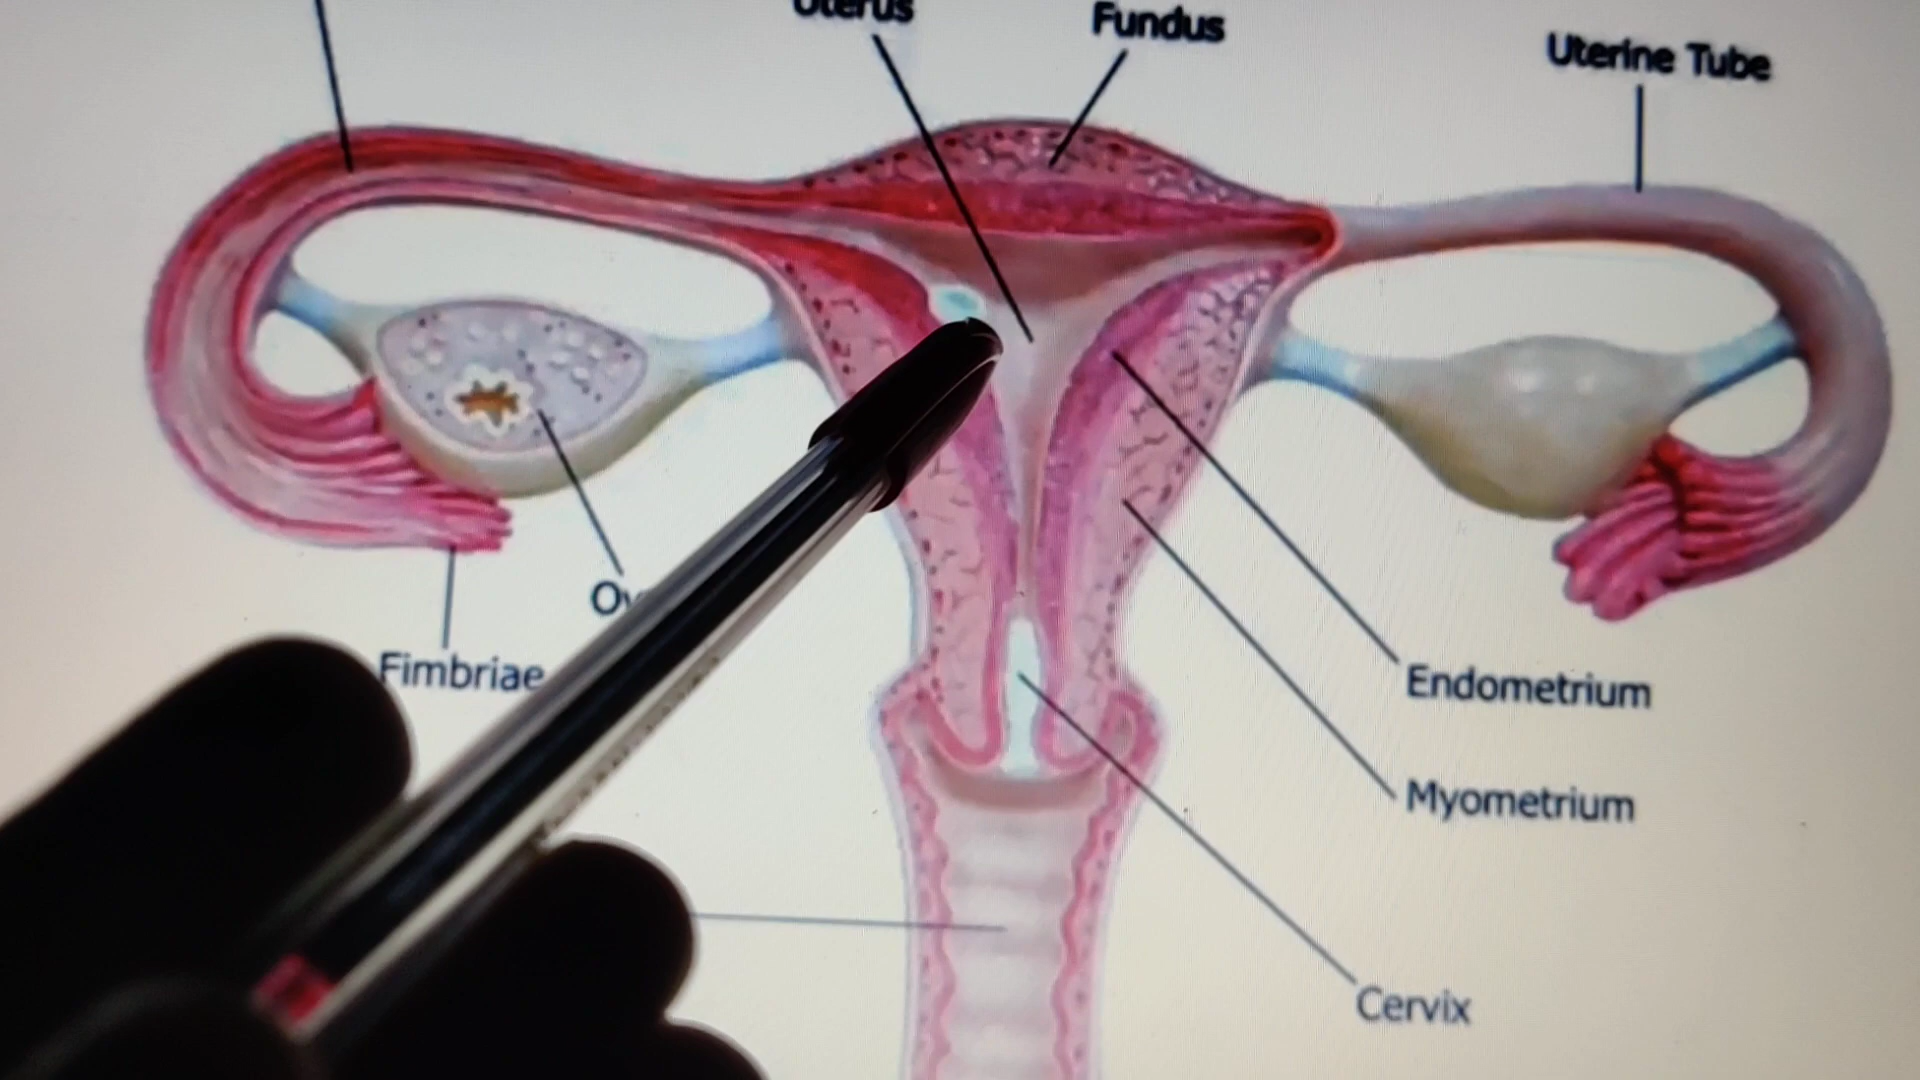 Uterus
Fundus
Uterine Tube
Fimbriae
Endometrium
Myometrium
Cervix